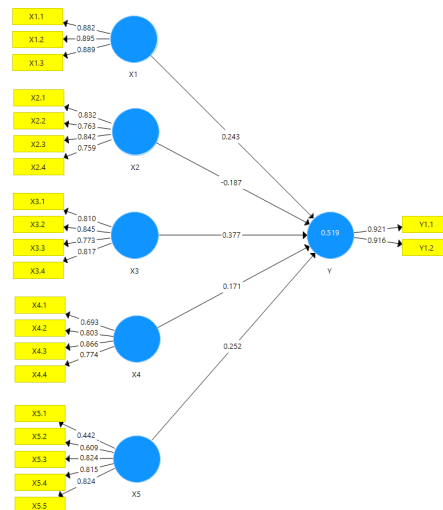 X1.1
0.882
X1.2
0.895
X1.3
0.889
X1
0.243
X2.1
0.832
X2.2
0.763
X2.3
0.842
X2.4
0.759
X2
-0.187
X3.1
0.810
X3.2
0.845
X3.3
0.773
X3.4
0.817
X3
0.377
0.519
Y
0.921
Y1.1
0.916
Y1.2
X4.1
0.693
X4.2
0.803
X4.3
0.866
X4.4
0.774
X4
0.171
X5.1
0.442
X5.2
0.609
X5.3
0.824
X5.4
0.815
X5.5
0.824
X5
0.252